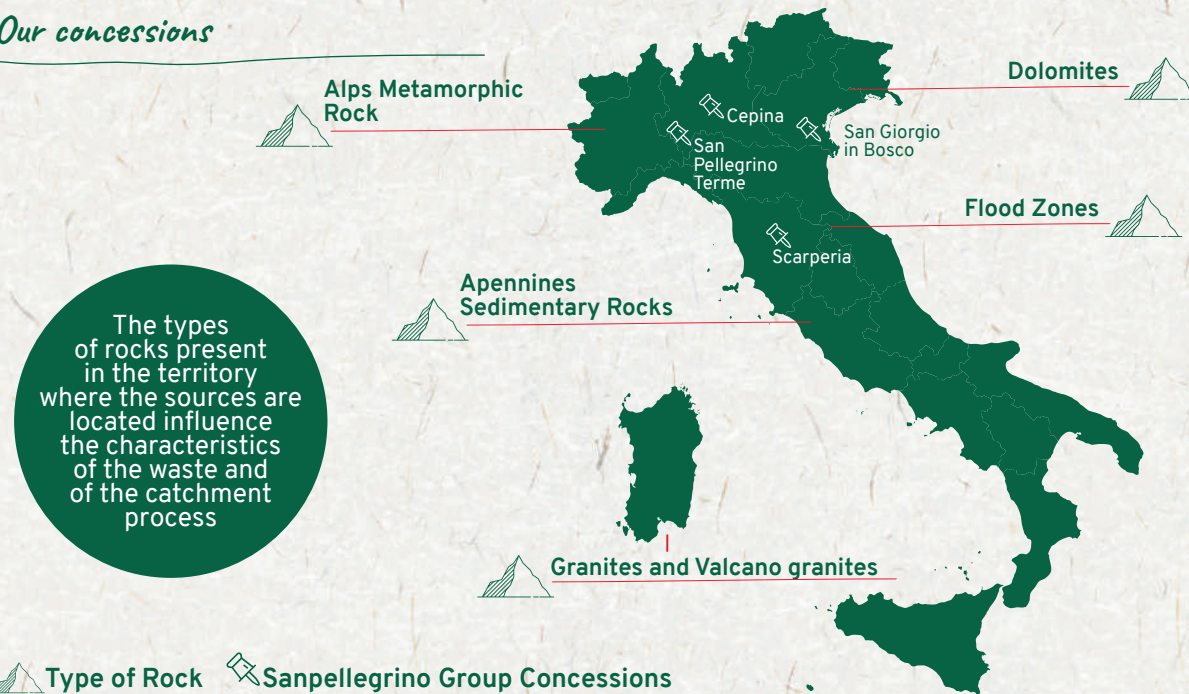 Our concessions
Alps Metamorphic
Rock
Dolomites
Cepina
San Giorgio
in Bosco
San
Pellegrino
Terme
Flood Zones
Scarperia
Apennines
Sedimentary Rocks
The types
of rocks present
in the territory
where the sources are
located influence
the characteristics
of the waste and
of the catchment
process
Granites and Valcano granites
Type of Rock
Sanpellegrino Group Concessions